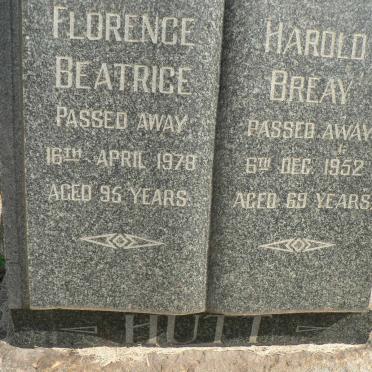 FLORENCE
BEATRICE
PASSED AWAY
16TH APRIL 1978
AGED 95 YEARS.
HAROLD
BREAY
PASSED AWAY
6TH DEC. 1952
AGED 69 YEARS.
HUTT